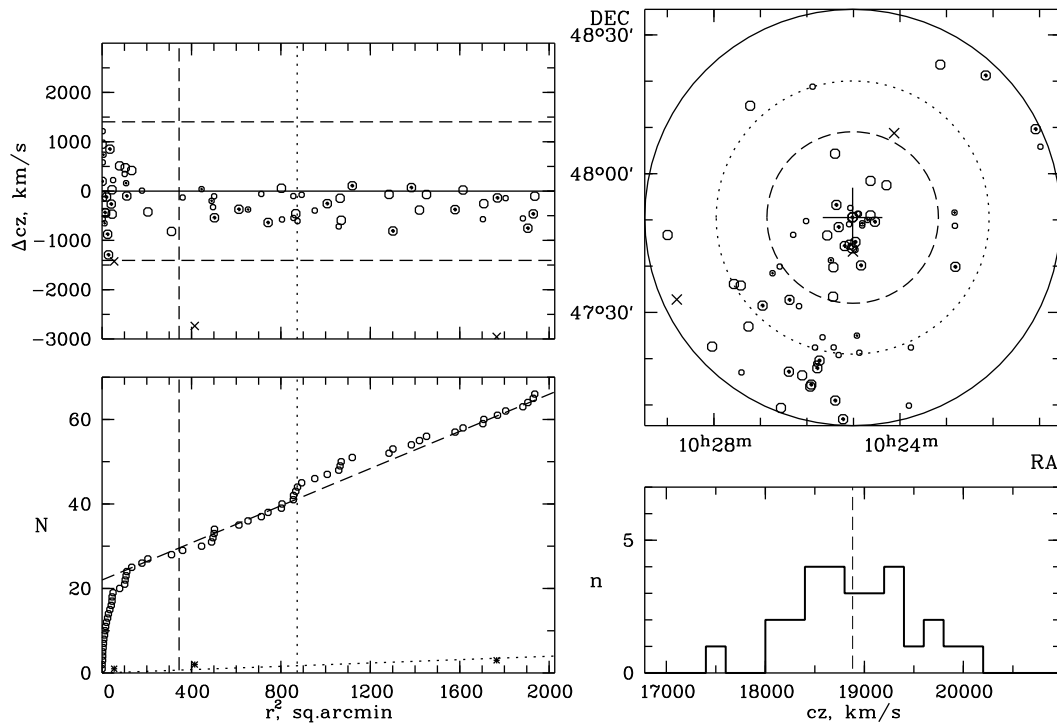 2000
1000
0
−1000
−2000
−3000
Δcz, km/s
60
40
20
0
N
0
400
800
1200
1600
2000
r², sq.arcmin
DEC
48°30'
48°00'
47°30'
10ʰ28ᵐ
10ʰ24ᵐ
RA
5
0
n
17000
18000
19000
20000
cz, km/s